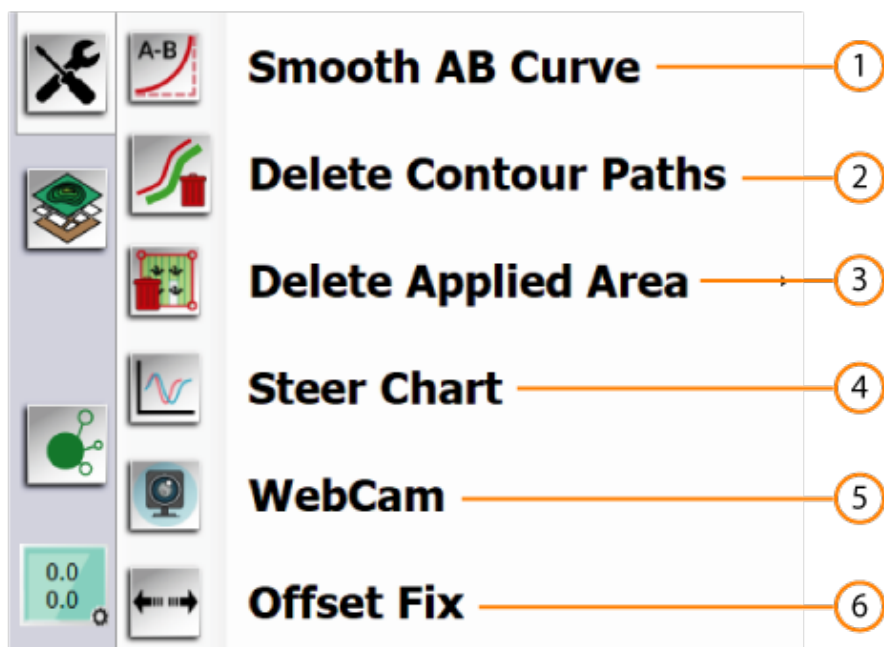 A-B
Smooth AB Curve
1
Delete Contour Paths
2
Delete Applied Area
3
Steer Chart
4
WebCam
5
0.0
0.0
Offset Fix
6